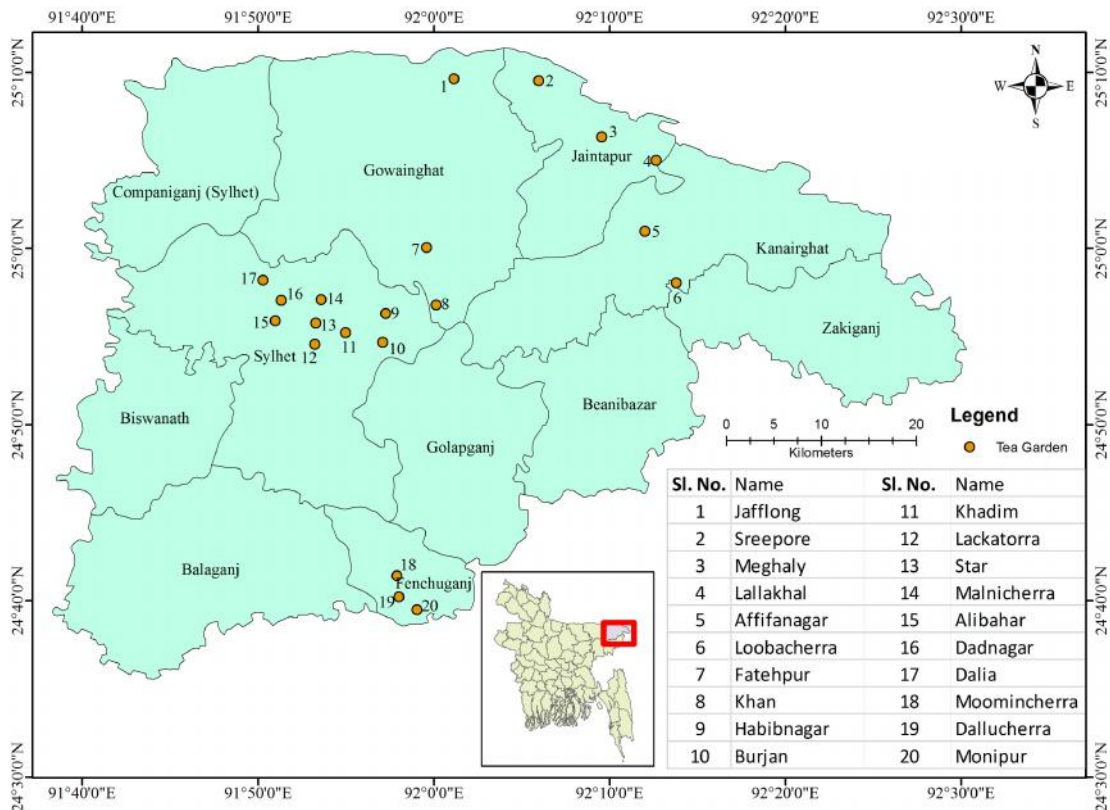 91°40'0"E 91°50'0"E 92°0'0"E 92°10'0"E 92°20'0"E 92°30'0"E
25°10'0"N 25°10'0"N
N
W E
S
1
2
3
Jaintapur
4
Gowainghat
Companiganj (Sylhet)
5
Kanairghat
25°0'0"N 25°0'0"N
7
17
16
14
6
8
9
15
13
Zakiganj
Sylhet
12
11
10
Biswanath
Beanibazar
24°50'0"N 24°50'0"N
Golapganj
0 5 10 20
Kilometers
Legend
Tea Garden
Sl. No. Name Sl. No. Name
1 Jafflong 11 Khadim
2 Sreepore 12 Lackatorra
3 Meghaly 13 Star
4 Lallakhal 14 Malnicherra
5 Affifanagar 15 Alibahar
6 Loobacherra 16 Dadnagar
7 Fatehpur 17 Dalia
8 Khan 18 Moomincherra
9 Habibnagar 19 Dallucherra
10 Burjan 20 Monipur
Balaganj
18
Fenchuganj
19
20
24°40'0"N 24°40'0"N
24°30'0"N 24°30'0"N
91°40'0"E 91°50'0"E 92°0'0"E 92°10'0"E 92°20'0"E 92°30'0"E